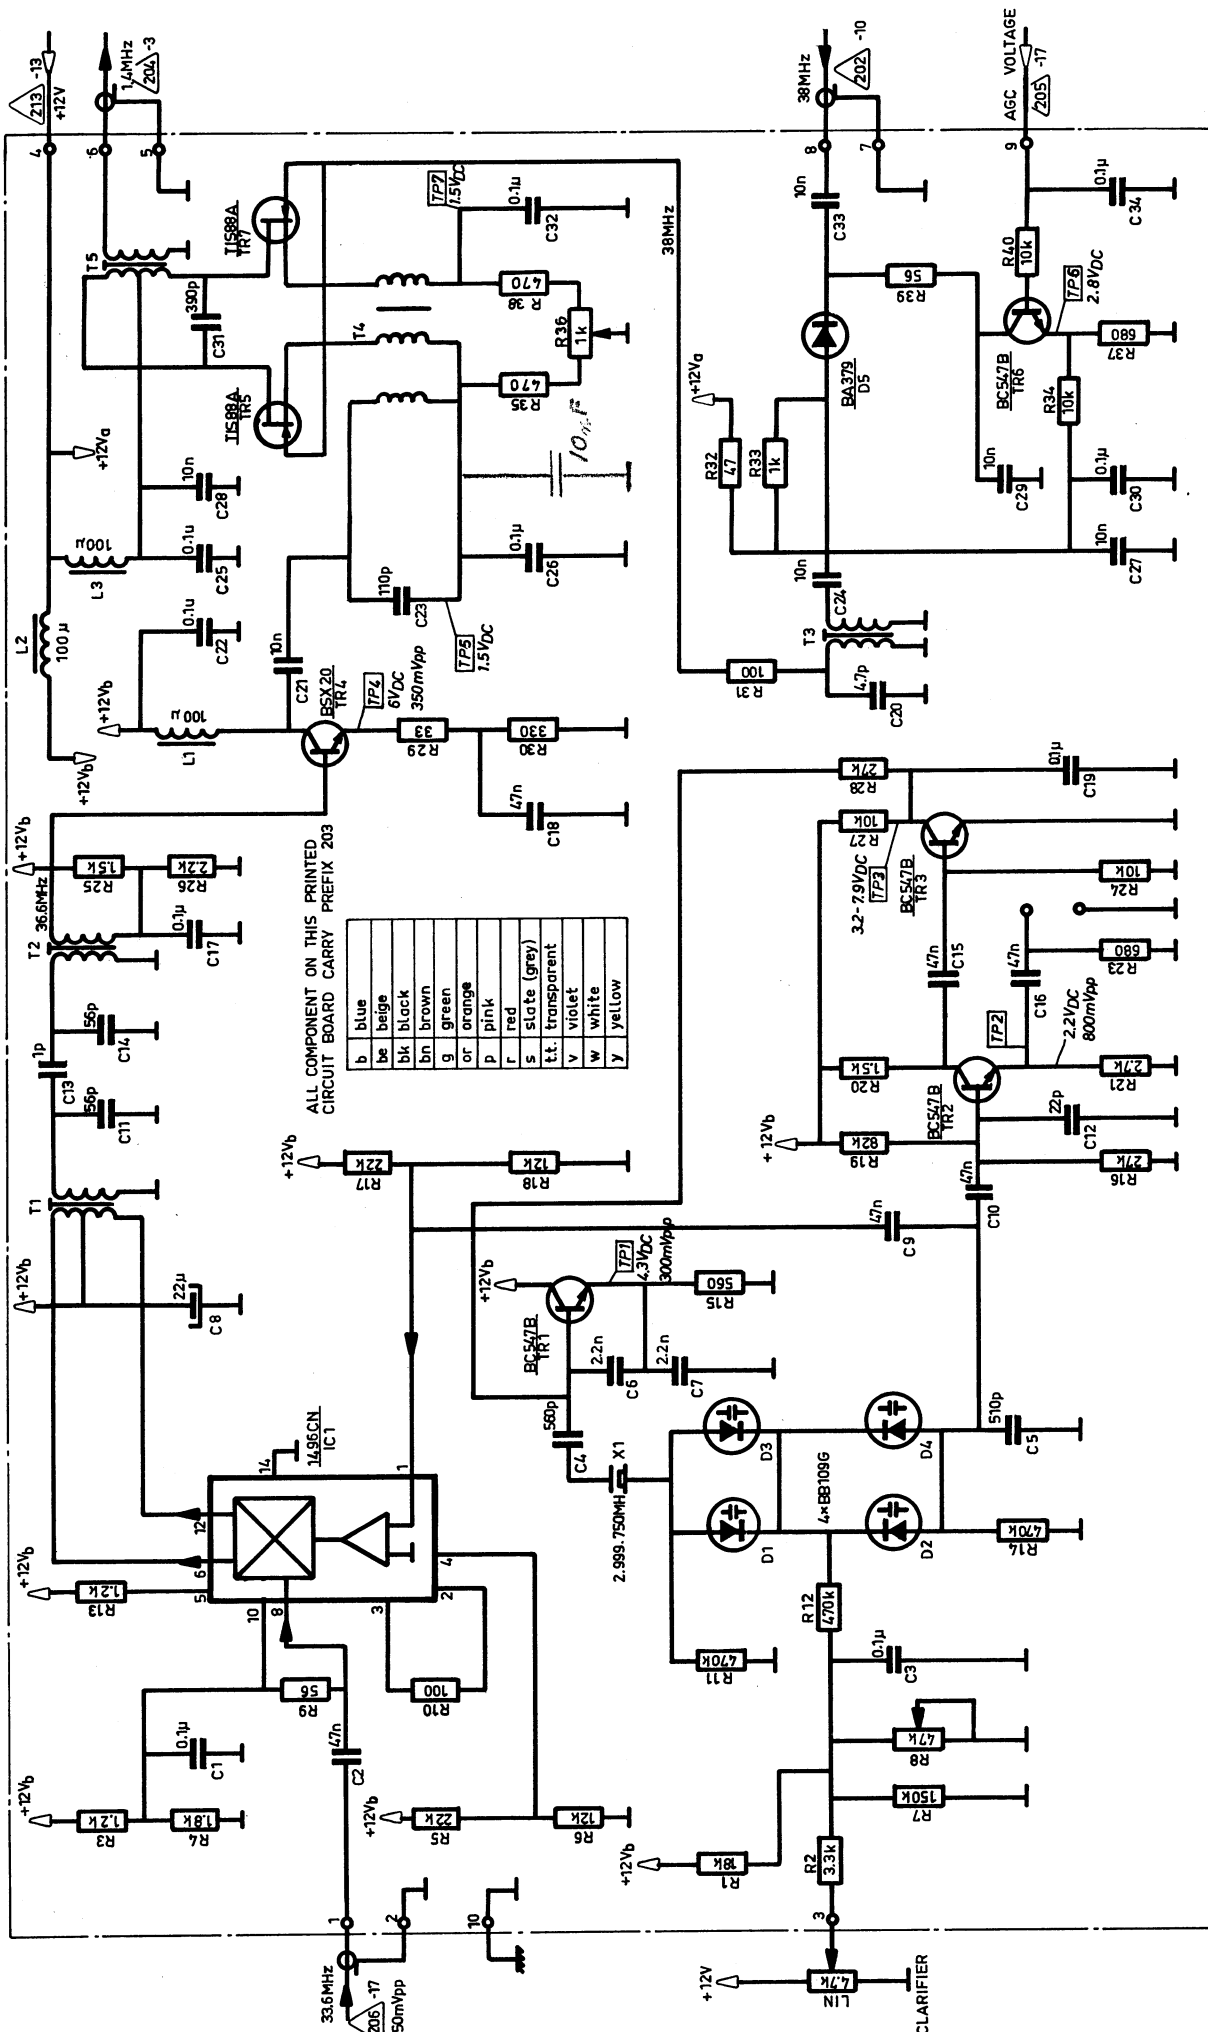 33.6MHz
206 -17
50mVpp
1
2
10
+12Vb
R3
1.2k
R4
1.8k
0.1µ
C1
47n
C2
R9
56
+12Vb
R5
22k
R6
12k
R10
100
+12Vb
R13
1.2k
10
8
5
6
12
3
2
4
1
14
1496CN
IC1
+12Vb
22µ
C8
T1
C11
56p
1p
C13
56p
C14
T2
36.6MHz
0.1µ
C17
+12Vb
R25
1.5k
R26
2.2k
+12Vb
L2
100µ
+12Vb
L1
100µ
0.1u
C22
L3
100µ
0.1u
C25
10n
C28
+12Va
4
213 -13
+12V
6
1.4MHz
204 -3
5
T5
390p
C31
TIS88A
TR7
TIS88A
TR5
BSX20
TR4
10n
C21
TP4
6VDC
350mVpp
33
R29
330
R30
47n
C18
110p
C23
TP5
1.5VDC
0.1µ
C26
T4
TP7
1.5VDC
0.1µ
C32
470
R38
470
R35
R36
1k
10nF
ALL COMPONENT ON THIS PRINTED
CIRCUIT BOARD CARRY PREFIX 203
b blue
be beige
bk black
bn brown
g green
or orange
p pink
r red
s slate (grey)
t.t. transparent
v violet
w white
y yellow
+12Vb
22k
R17
12k
R18
+12Vb
BC547B
TR1
TP1
4.3VDC
300mVpp
560
R15
2.2n
C6
2.2n
C7
560p
C4
X1
2.999.750MH
D1
D3
D2
D4
4×BB109G
R11
470k
R12
470k
R14
470k
510p
C5
0.1µ
C3
R8
47k
R7
150k
+12Vb
R1
18k
R2
3.3k
3
+12V
4.7k
LIN
CLARIFIER
47n
C9
47n
C10
+12Vb
R19
82k
R20
1.5k
R16
27k
22p
C12
BC547B
TR2
TP2
2.2VDC
800mVpp
R21
2.7k
47n
C15
47n
C16
R23
680
R24
10k
BC547B
TR3
3.2-7.9VDC
TP3
R27
10k
R28
27k
0.1µ
C19
38MHz
R31
100
4.7p
C20
T3
10n
C24
+12Va
R32
47
R33
1k
BA379
D5
10n
C33
8
38MHz
202 -10
7
56
R39
10n
C29
0.1µ
C30
10n
C27
BC547B
TR6
R34
10k
TP6
2.8VDC
680
R37
R40
10k
0.1µ
C34
9
AGC VOLTAGE
205 -17